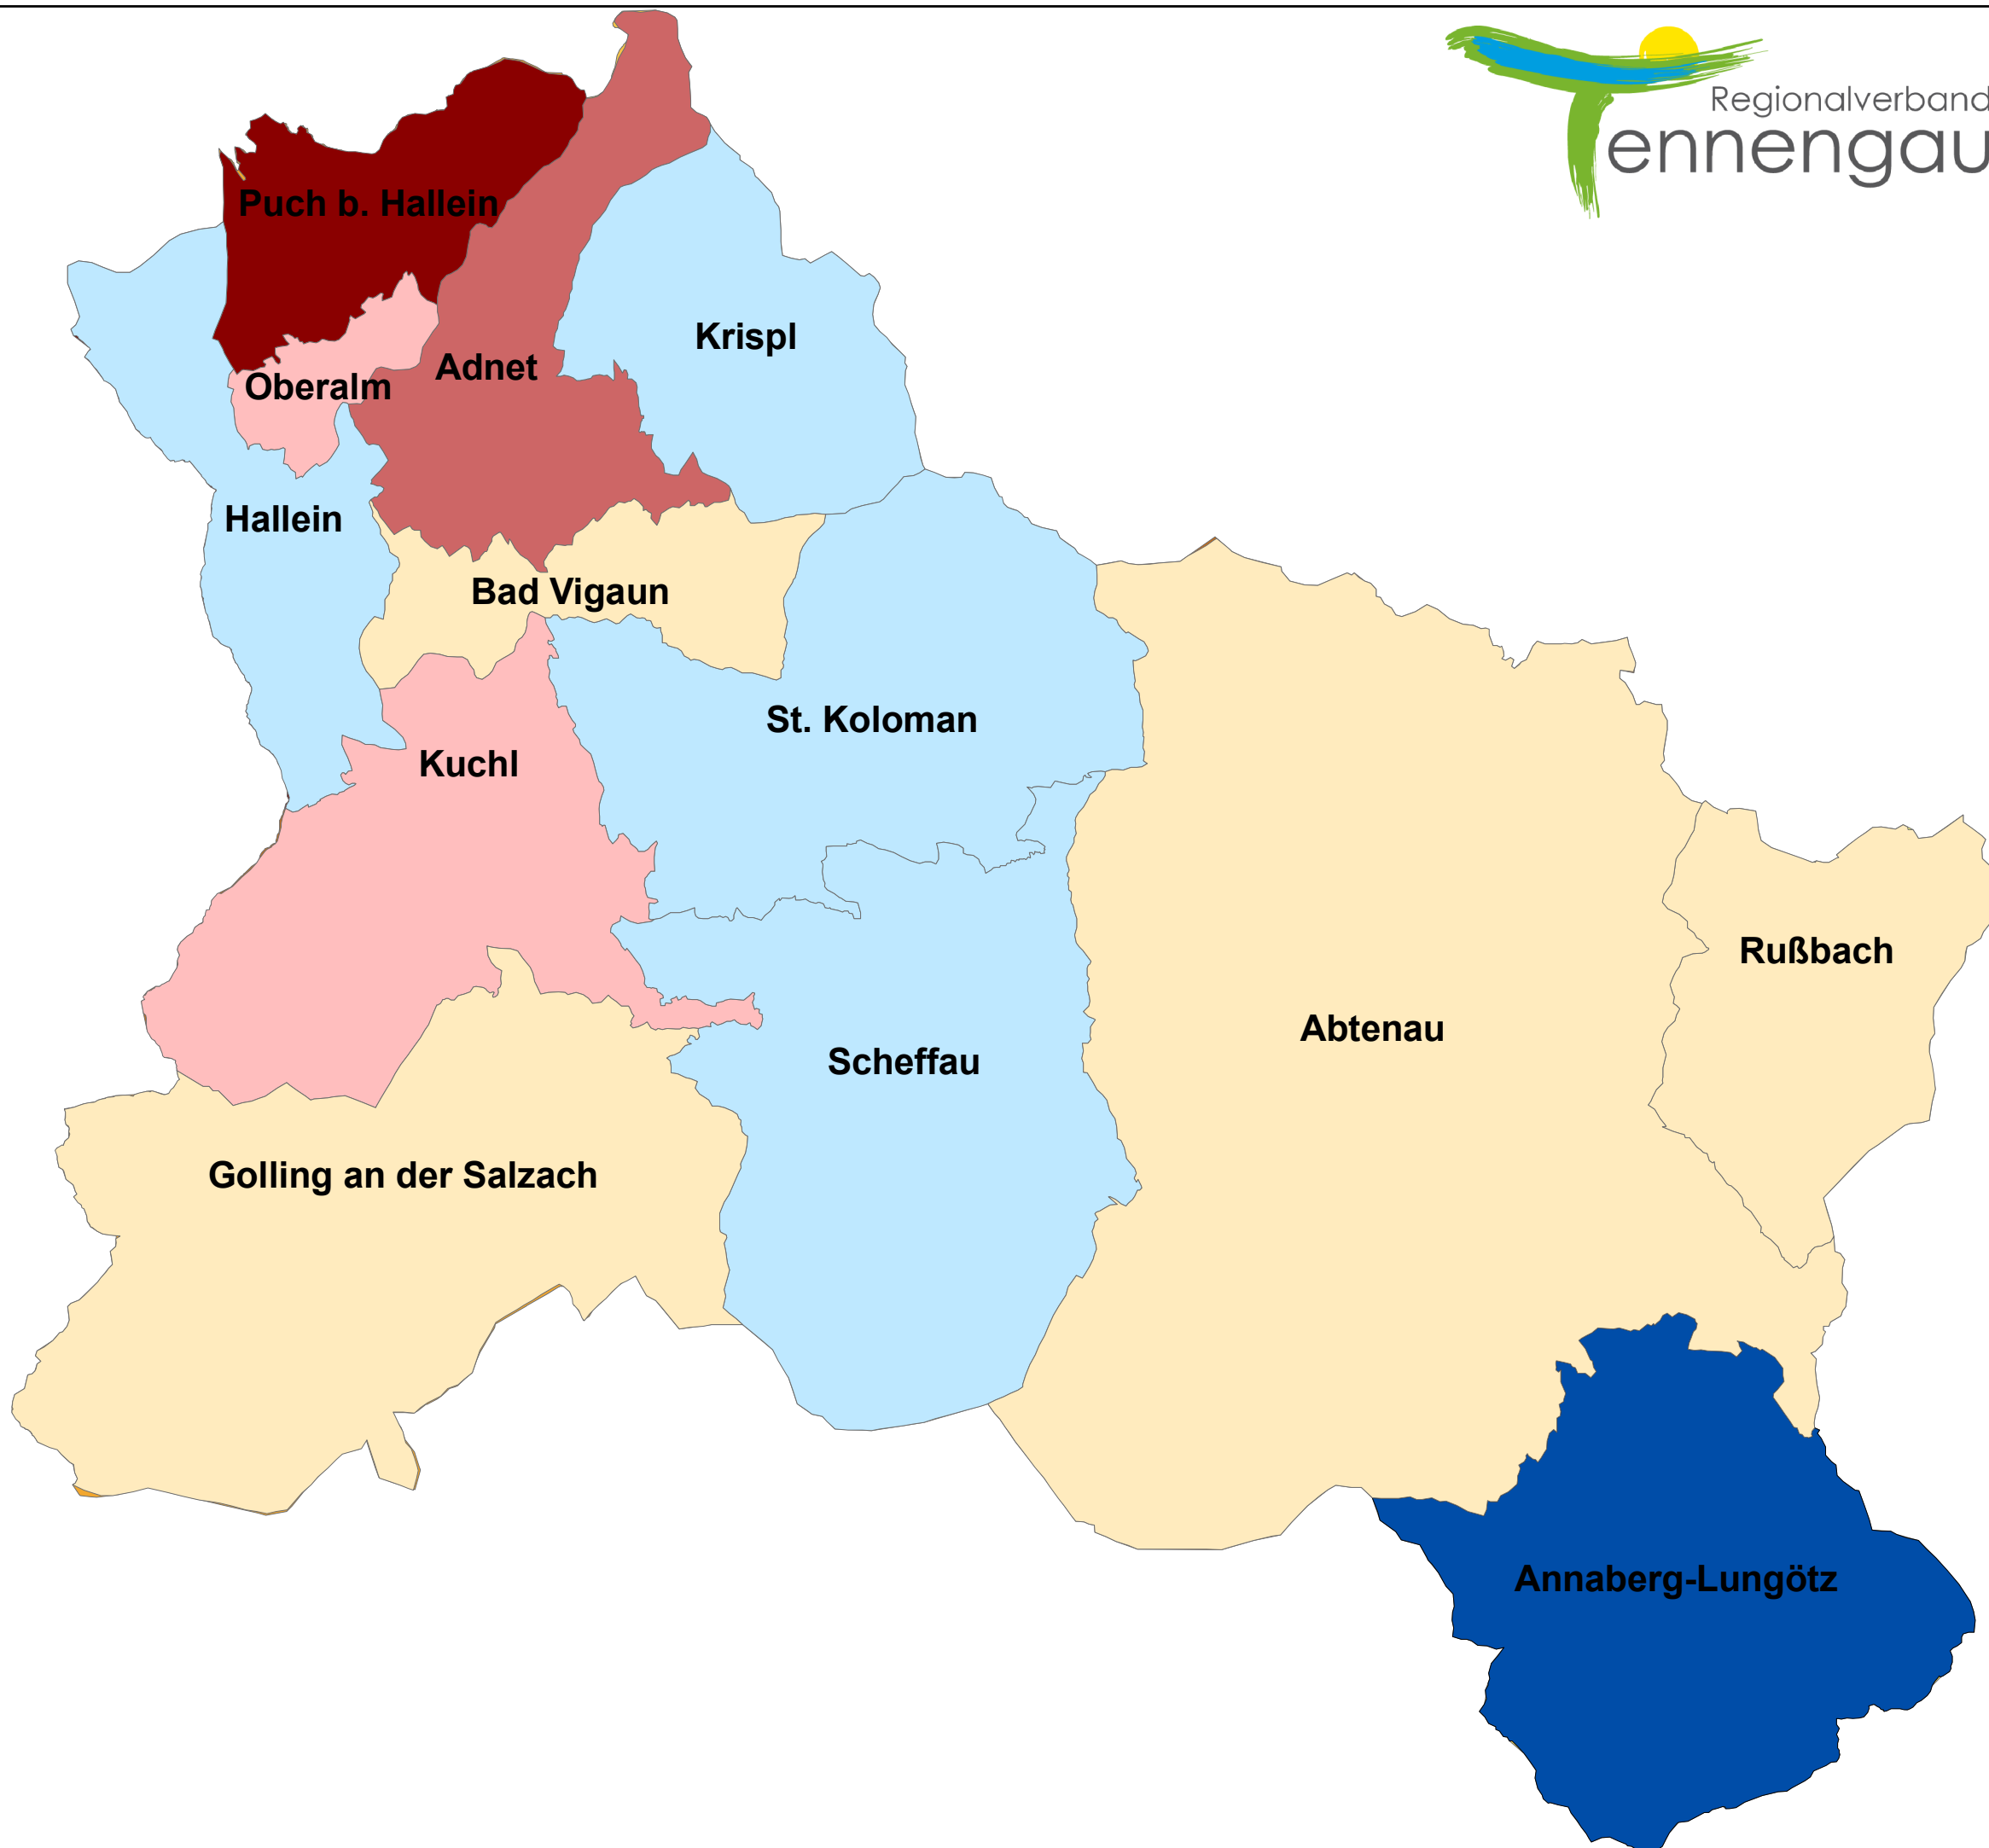 Regionalverband
Tennengau
Puch b. Hallein
Krispl
Adnet
Oberalm
Hallein
Bad Vigaun
St. Koloman
Kuchl
Rußbach
Abtenau
Scheffau
Golling an der Salzach
Annaberg-Lungötz